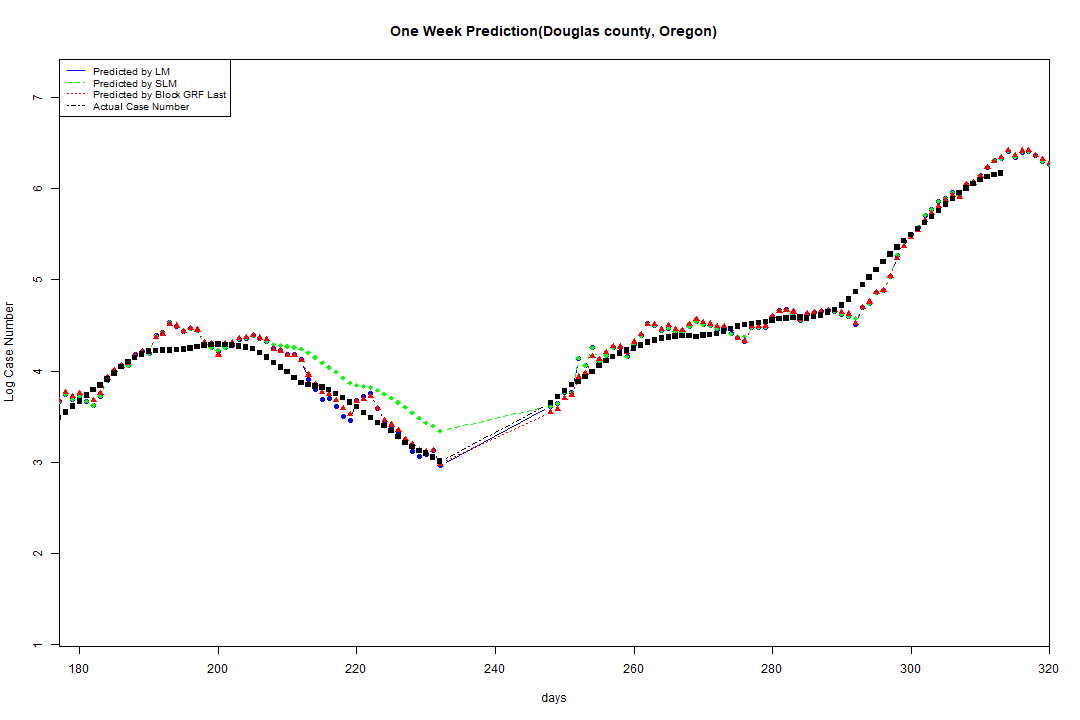 One Week Prediction(Douglas county, Oregon)
Predicted by LM
Predicted by SLM
Predicted by Block GRF Last
Actual Case Number
7
6
5
4
3
2
1
Log Case Number
180 200 220 240 260 280 300 320
days